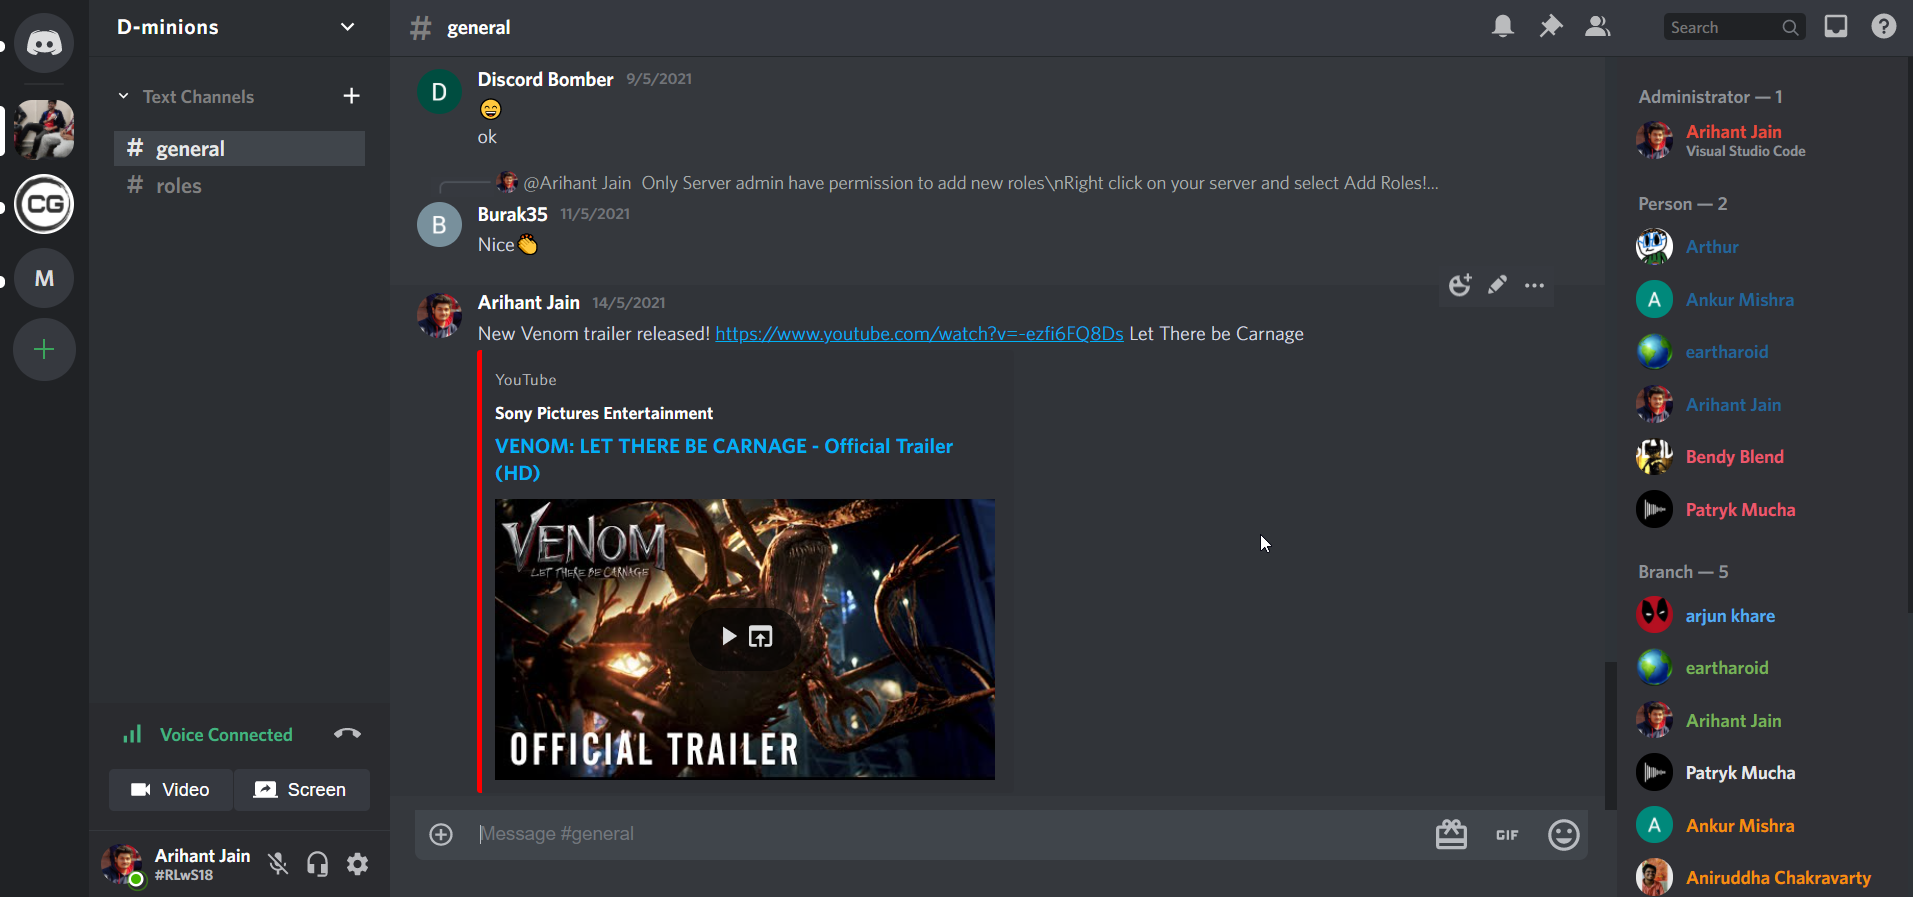 D-minions
Text Channels
# general
# roles
CG
M
Voice Connected
Video
Screen
Arihant Jain
#RLwS18
# general
Search
Discord Bomber 9/5/2021
😄
ok
@Arihant Jain Only Server admin have permission to add new roles\nRight click on your server and select Add Roles!...
D
B
Burak35 11/5/2021
Nice👏
Arihant Jain 14/5/2021
New Venom trailer released! https://www.youtube.com/watch?v=-ezfi6FQ8Ds Let There be Carnage
YouTube
Sony Pictures Entertainment
VENOM: LET THERE BE CARNAGE - Official Trailer
(HD)
VENOM
LET THERE BE CARNAGE
OFFICIAL TRAILER
Message #general
GIF
Administrator — 1
Arihant Jain
Visual Studio Code
Person — 2
Arthur
A
Ankur Mishra
eartharoid
Arihant Jain
Bendy Blend
Patryk Mucha
Branch — 5
arjun khare
eartharoid
Arihant Jain
Patryk Mucha
A
Ankur Mishra
Aniruddha Chakravarty